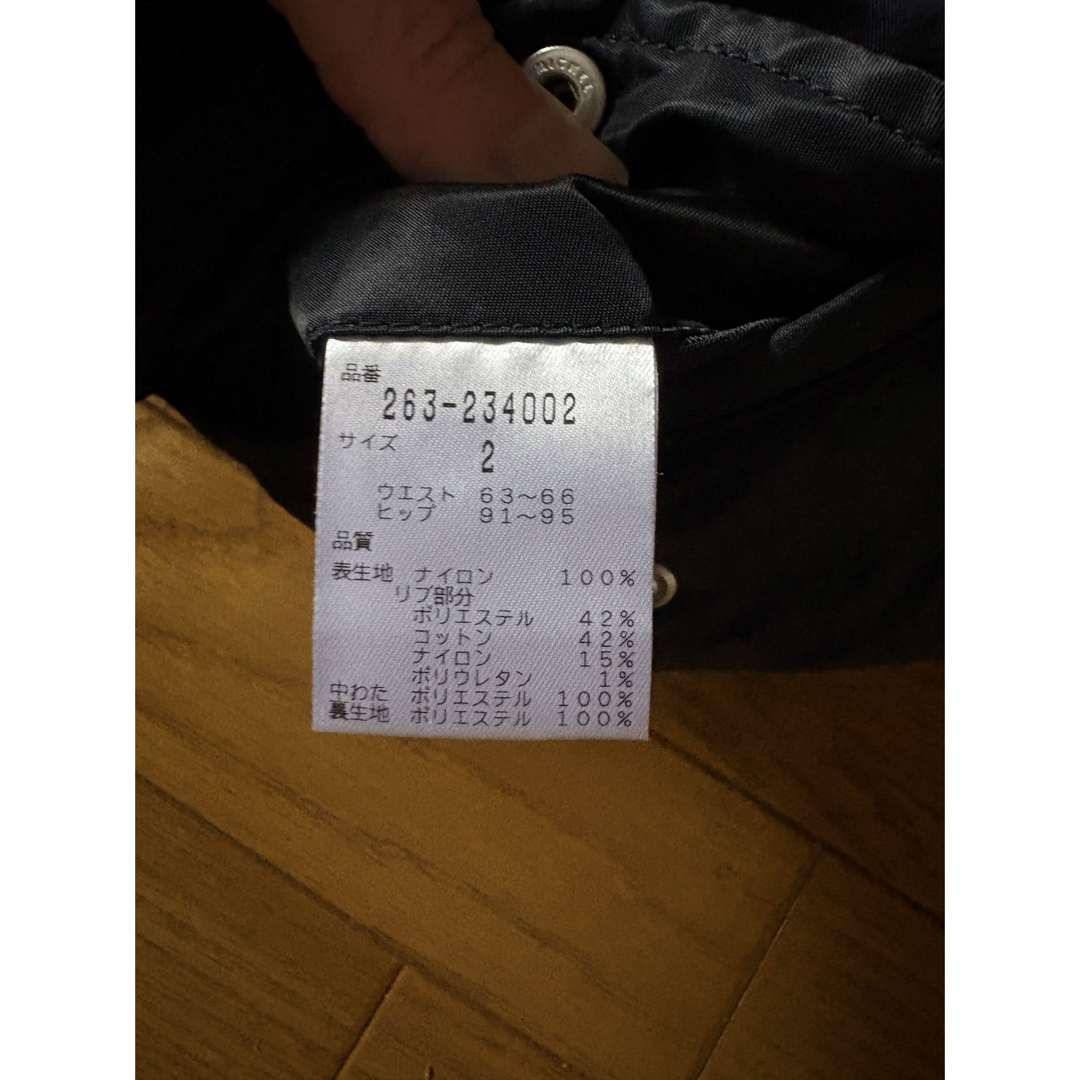 品番
263-234002
サイズ
2
ウエスト 63〜66
ヒップ 91〜95
品質
表生地 ナイロン 100%
リブ部分
ポリエステル 42%
コットン 42%
ナイロン 15%
ポリウレタン 1%
中わた ポリエステル 100%
裏生地 ポリエステル 100%